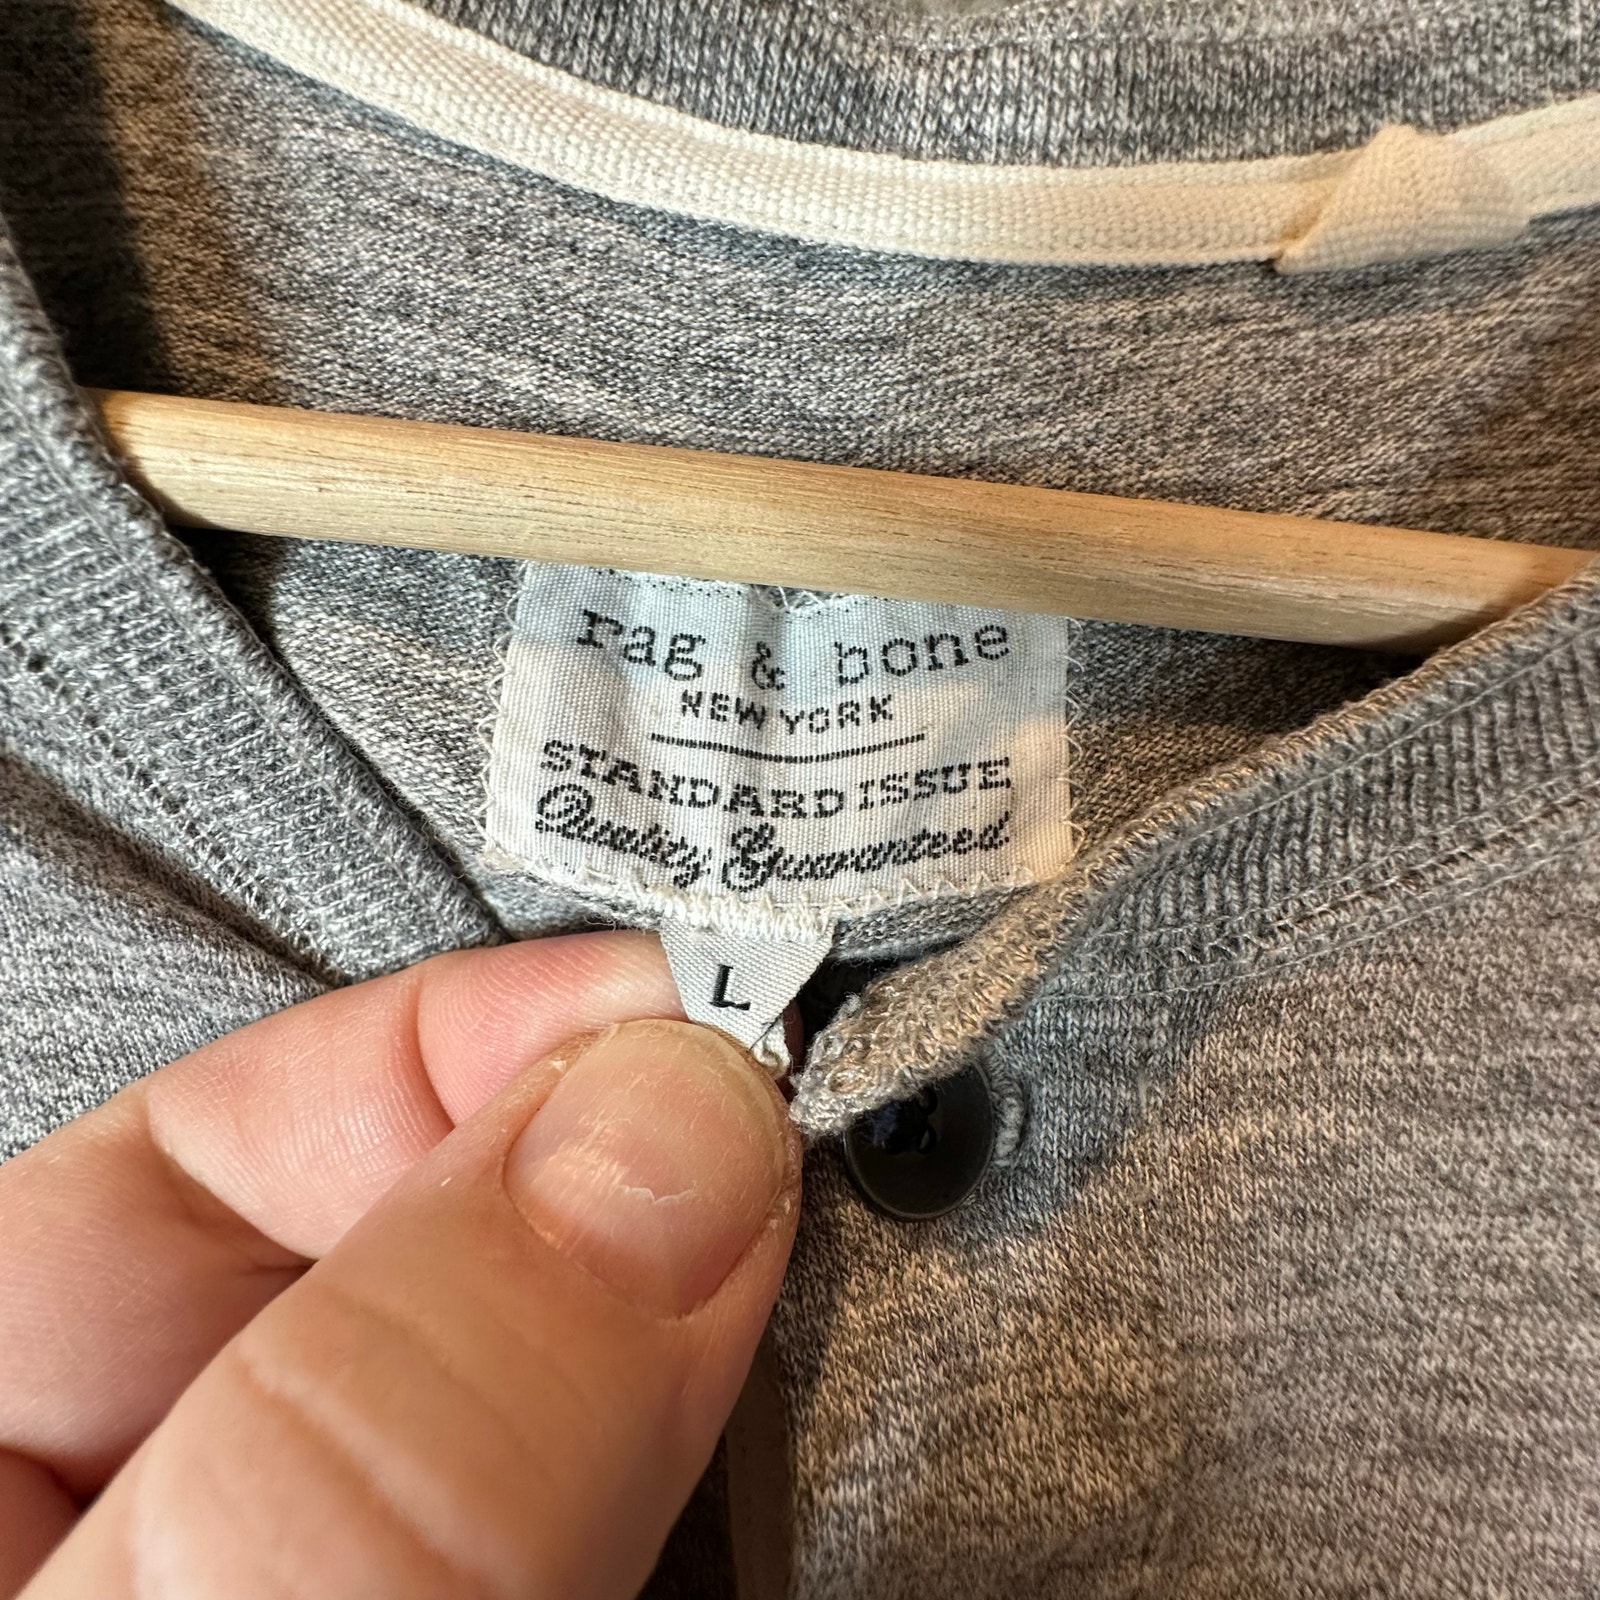 rag & bone
NEW YORK
STANDARD ISSUE
Quality Guaranteed
L